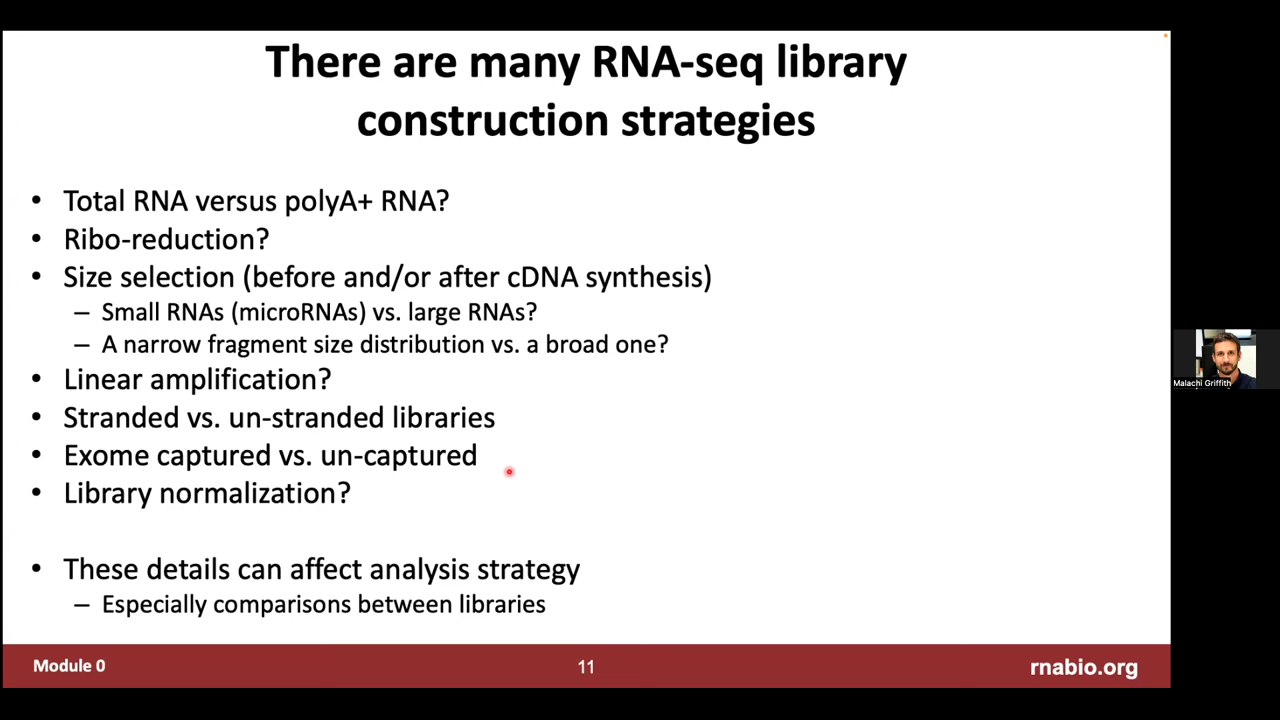 There are many RNA-seq library
construction strategies
• Total RNA versus polyA+ RNA?
• Ribo-reduction?
• Size selection (before and/or after cDNA synthesis)
– Small RNAs (microRNAs) vs. large RNAs?
– A narrow fragment size distribution vs. a broad one?
• Linear amplification?
• Stranded vs. un-stranded libraries
• Exome captured vs. un-captured
• Library normalization?
• These details can affect analysis strategy
– Especially comparisons between libraries
Module 0
11
rnabio.org
Malachi Griffith